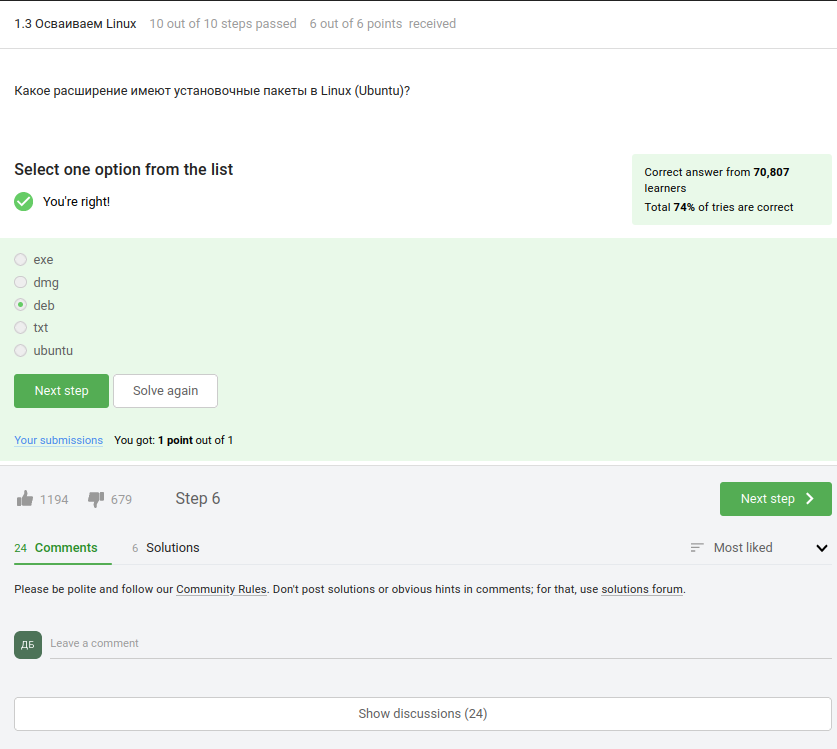 1.3 Осваиваем Linux 10 out of 10 steps passed 6 out of 6 points received
Какое расширение имеют установочные пакеты в Linux (Ubuntu)?
Select one option from the list
You're right!
Correct answer from 70,807
learners
Total 74% of tries are correct
exe
dmg
deb
txt
ubuntu
Next step Solve again
Your submissions You got: 1 point out of 1
1194 679 Step 6 Next step
24 Comments 6 Solutions Most liked
Please be polite and follow our Community Rules. Don't post solutions or obvious hints in comments; for that, use solutions forum.
ДБ Leave a comment
Show discussions (24)